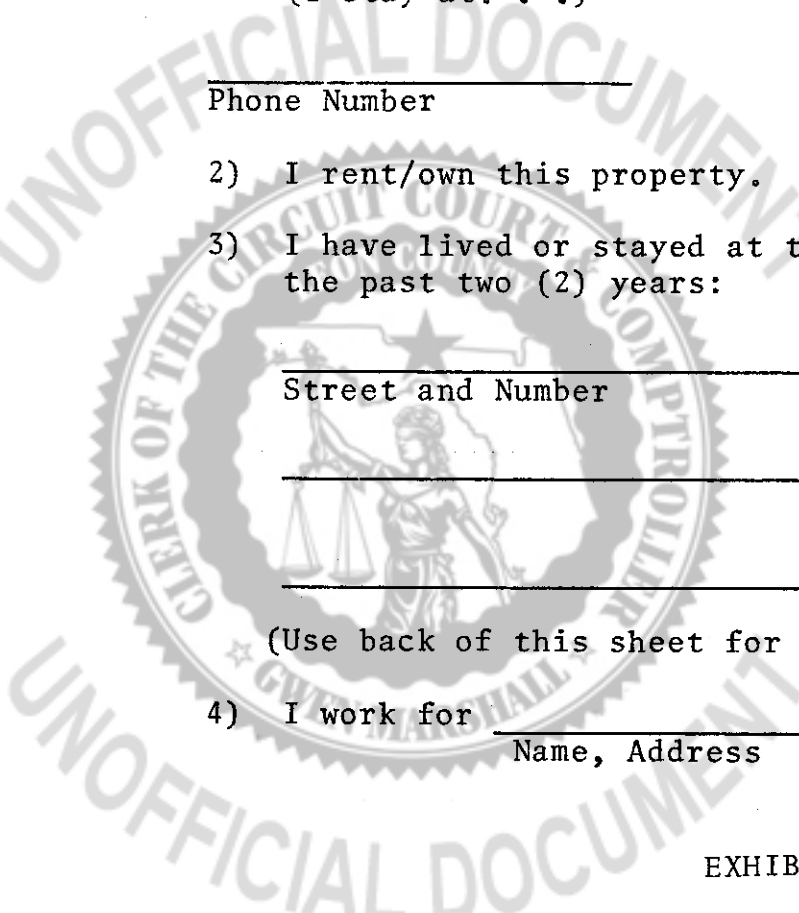 (I stay at. . .)
Phone Number
2) I rent/own this property.
3) I have lived or stayed at t
the past two (2) years:
Street and Number
(Use back of this sheet for
4) I work for
Name, Address
EXHIB
UNOFFICIAL DOCUMENT
CLERK OF THE CIRCUIT COURT COMPTROLLER
GWEN MARSHALL
UNOFFICIAL DOCUMENT